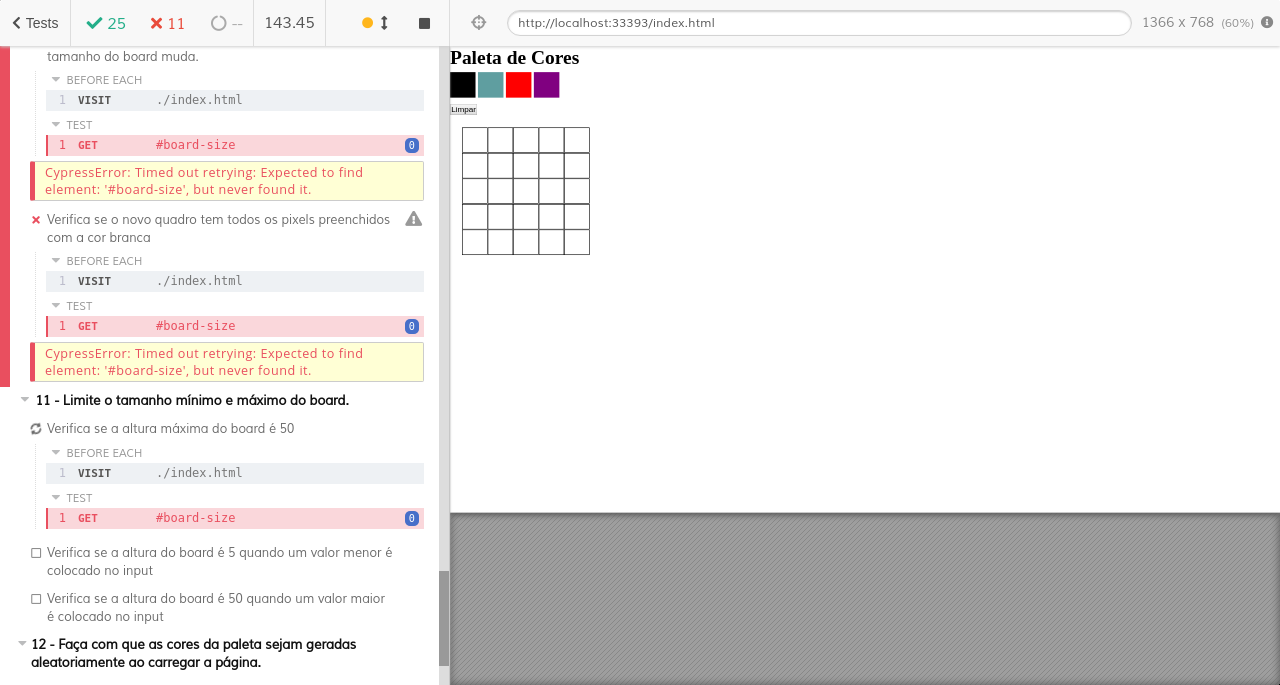 Tests
25
11
--
143.45
http://localhost:33393/index.html
1366 x 768 (60%)
tamanho do board muda.
BEFORE EACH
1 VISIT ./index.html
TEST
1 GET #board-size 0
CypressError: Timed out retrying: Expected to find
element: '#board-size', but never found it.
Verifica se o novo quadro tem todos os pixels preenchidos
com a cor branca
BEFORE EACH
1 VISIT ./index.html
TEST
1 GET #board-size 0
CypressError: Timed out retrying: Expected to find
element: '#board-size', but never found it.
11 - Limite o tamanho mínimo e máximo do board.
Verifica se a altura máxima do board é 50
BEFORE EACH
1 VISIT ./index.html
TEST
1 GET #board-size 0
Verifica se a altura do board é 5 quando um valor menor é
colocado no input
Verifica se a altura do board é 50 quando um valor maior
é colocado no input
12 - Faça com que as cores da paleta sejam geradas
aleatoriamente ao carregar a página.
Paleta de Cores
Limpar